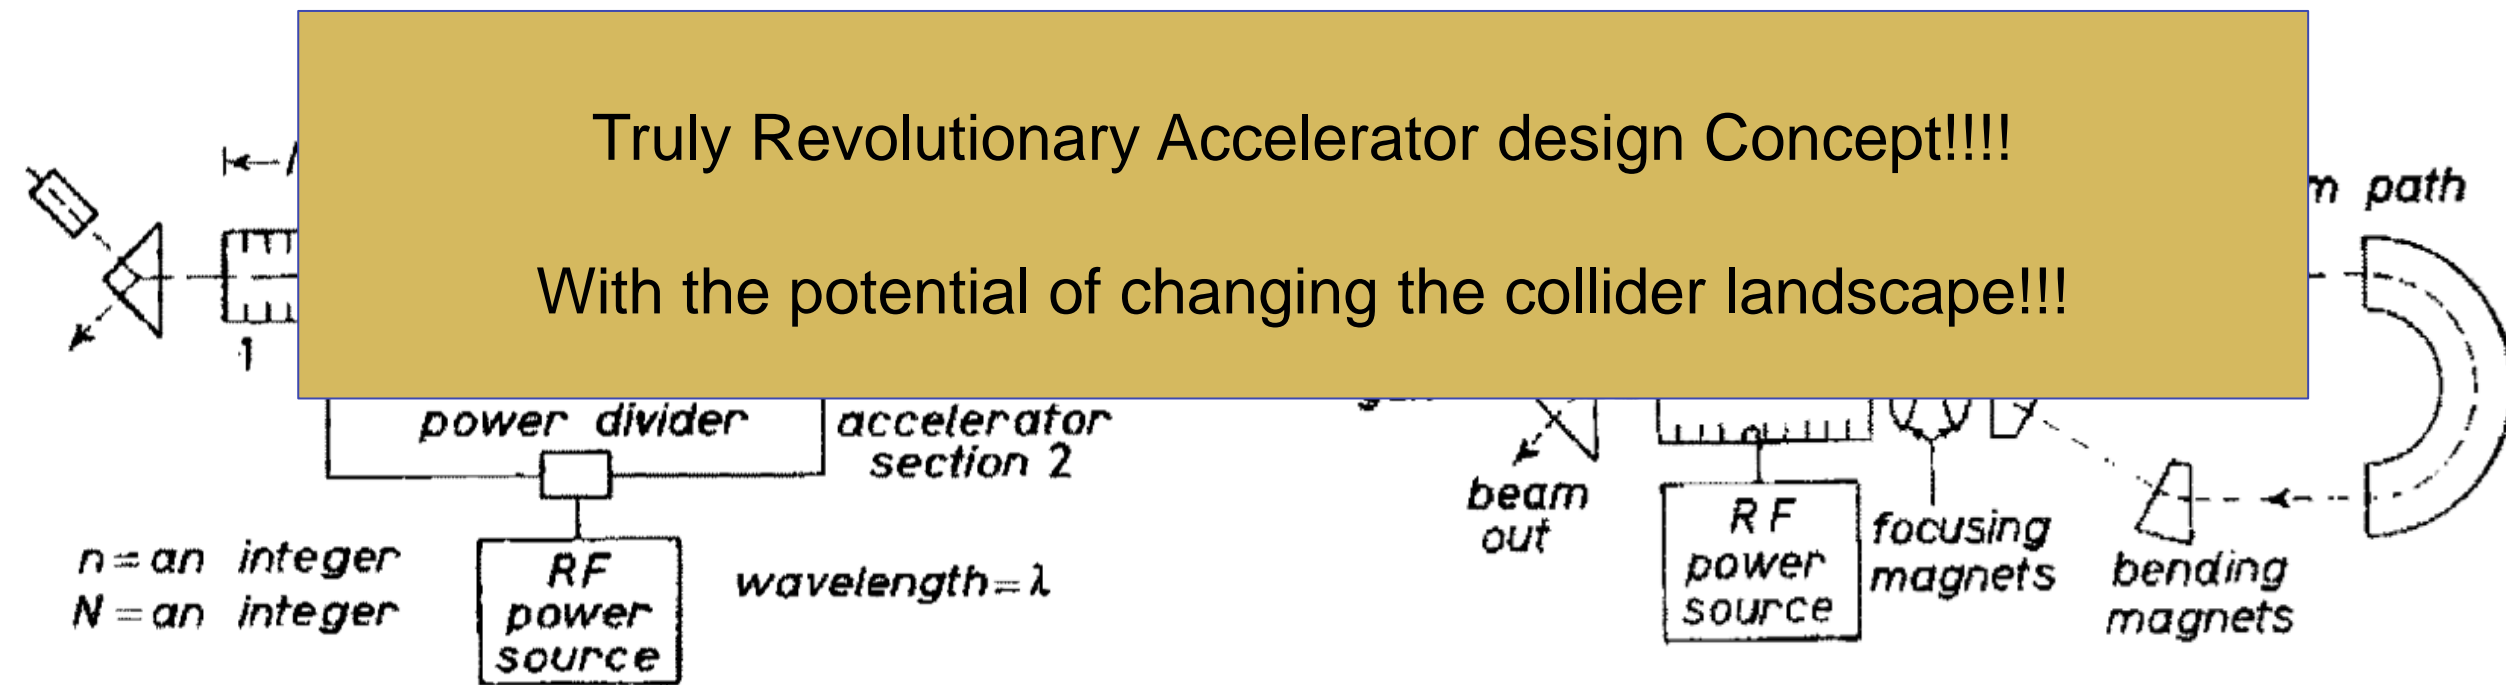 Truly Revolutionary Accelerator design Concept!!!!
With the potential of changing the collider landscape!!!
path
1
power divider
accelerator
section 2
n = an integer
N = an integer
RF
power
source
wavelength = λ
beam
out
RF
power
source
focusing
magnets
bending
magnets